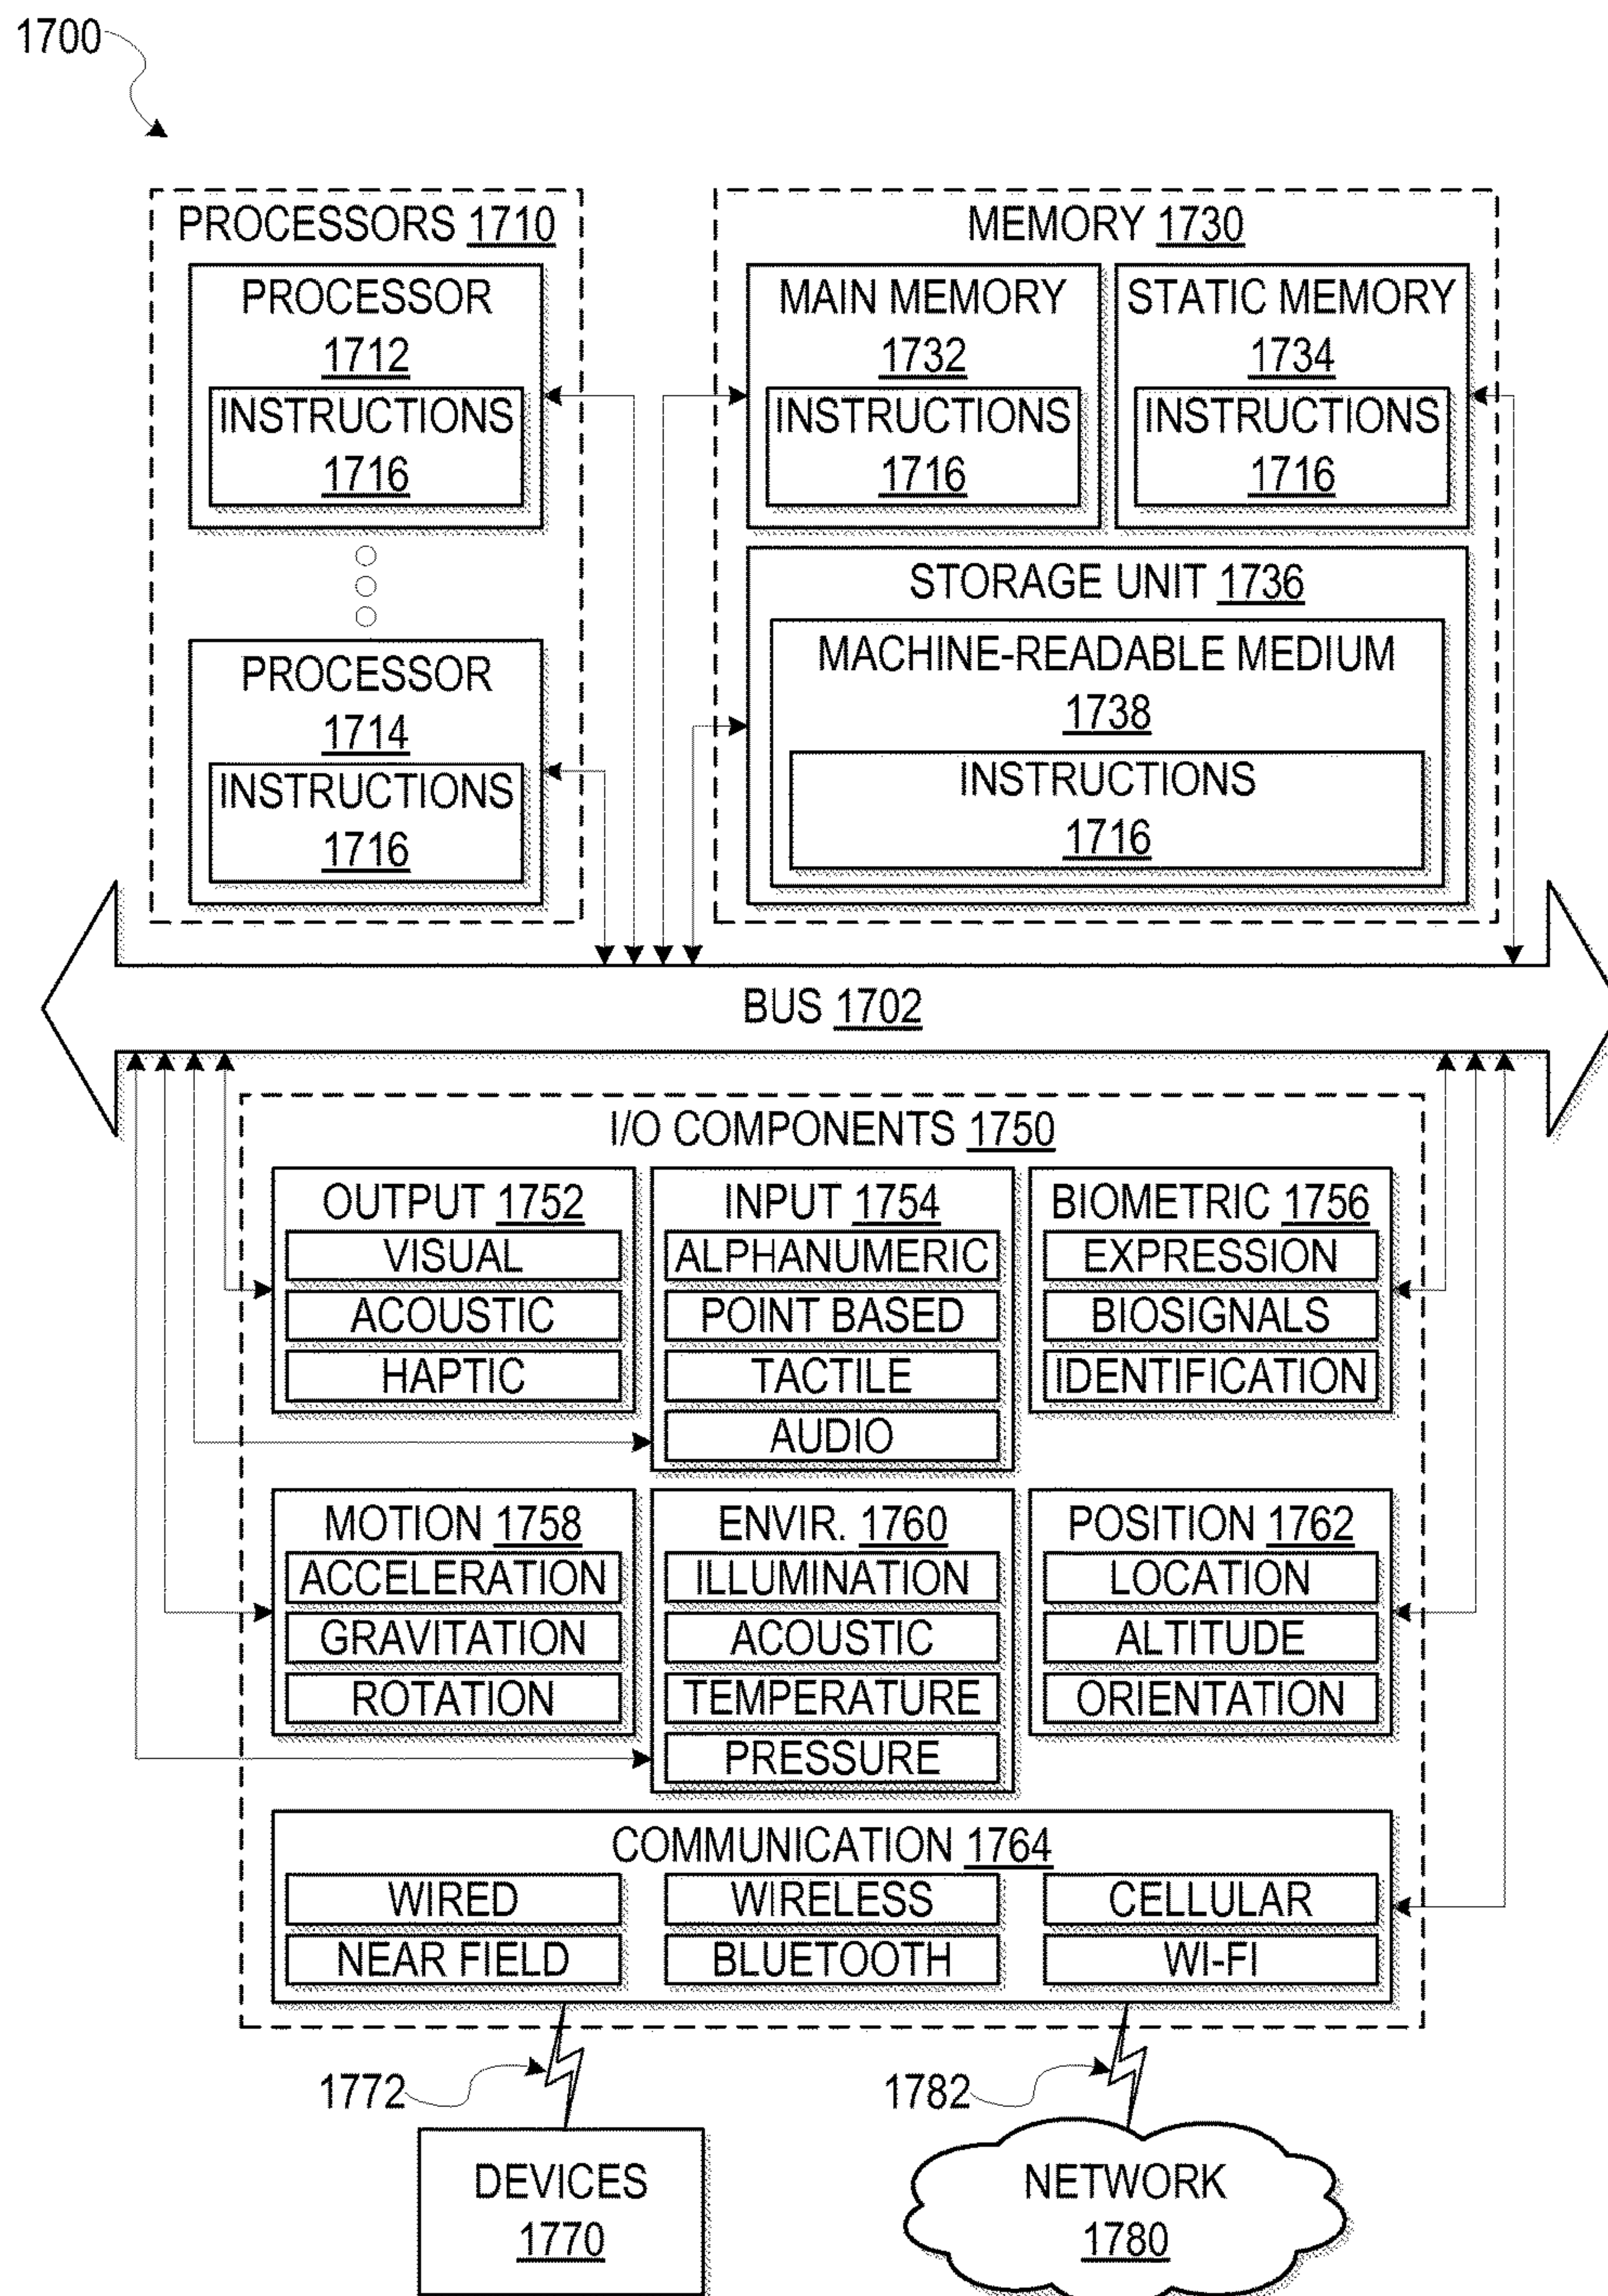 1700
PROCESSORS 1710
PROCESSOR
1712
INSTRUCTIONS
1716
PROCESSOR
1714
INSTRUCTIONS
1716
MEMORY 1730
MAIN MEMORY
1732
INSTRUCTIONS
1716
STATIC MEMORY
1734
INSTRUCTIONS
1716
STORAGE UNIT 1736
MACHINE-READABLE MEDIUM
1738
INSTRUCTIONS
1716
BUS 1702
I/O COMPONENTS 1750
OUTPUT 1752
VISUAL
ACOUSTIC
HAPTIC
INPUT 1754
ALPHANUMERIC
POINT BASED
TACTILE
AUDIO
BIOMETRIC 1756
EXPRESSION
BIOSIGNALS
IDENTIFICATION
MOTION 1758
ACCELERATION
GRAVITATION
ROTATION
ENVIR. 1760
ILLUMINATION
ACOUSTIC
TEMPERATURE
PRESSURE
POSITION 1762
LOCATION
ALTITUDE
ORIENTATION
COMMUNICATION 1764
WIRED
WIRELESS
CELLULAR
NEAR FIELD
BLUETOOTH
WI-FI
1772
1782
DEVICES
1770
NETWORK
1780